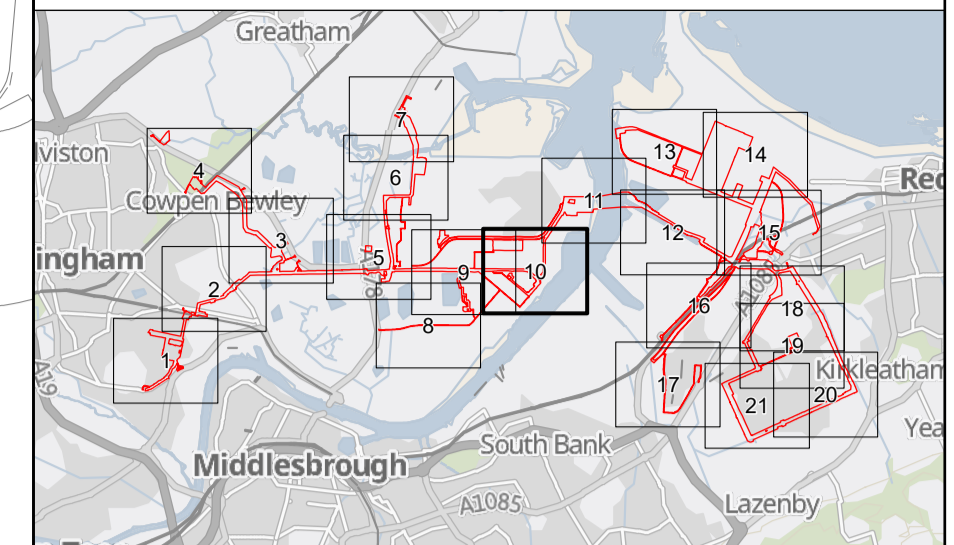 Greatham
7
13
14
lviston
4
6
Red
Cowpen Bewley
11
12
15
3
5
ingham
9
10
A1085
2
16
18
8
1
19
A19
17
Kirkleatham
20
21
Yea
South Bank
Middlesbrough
A1085
Lazenby